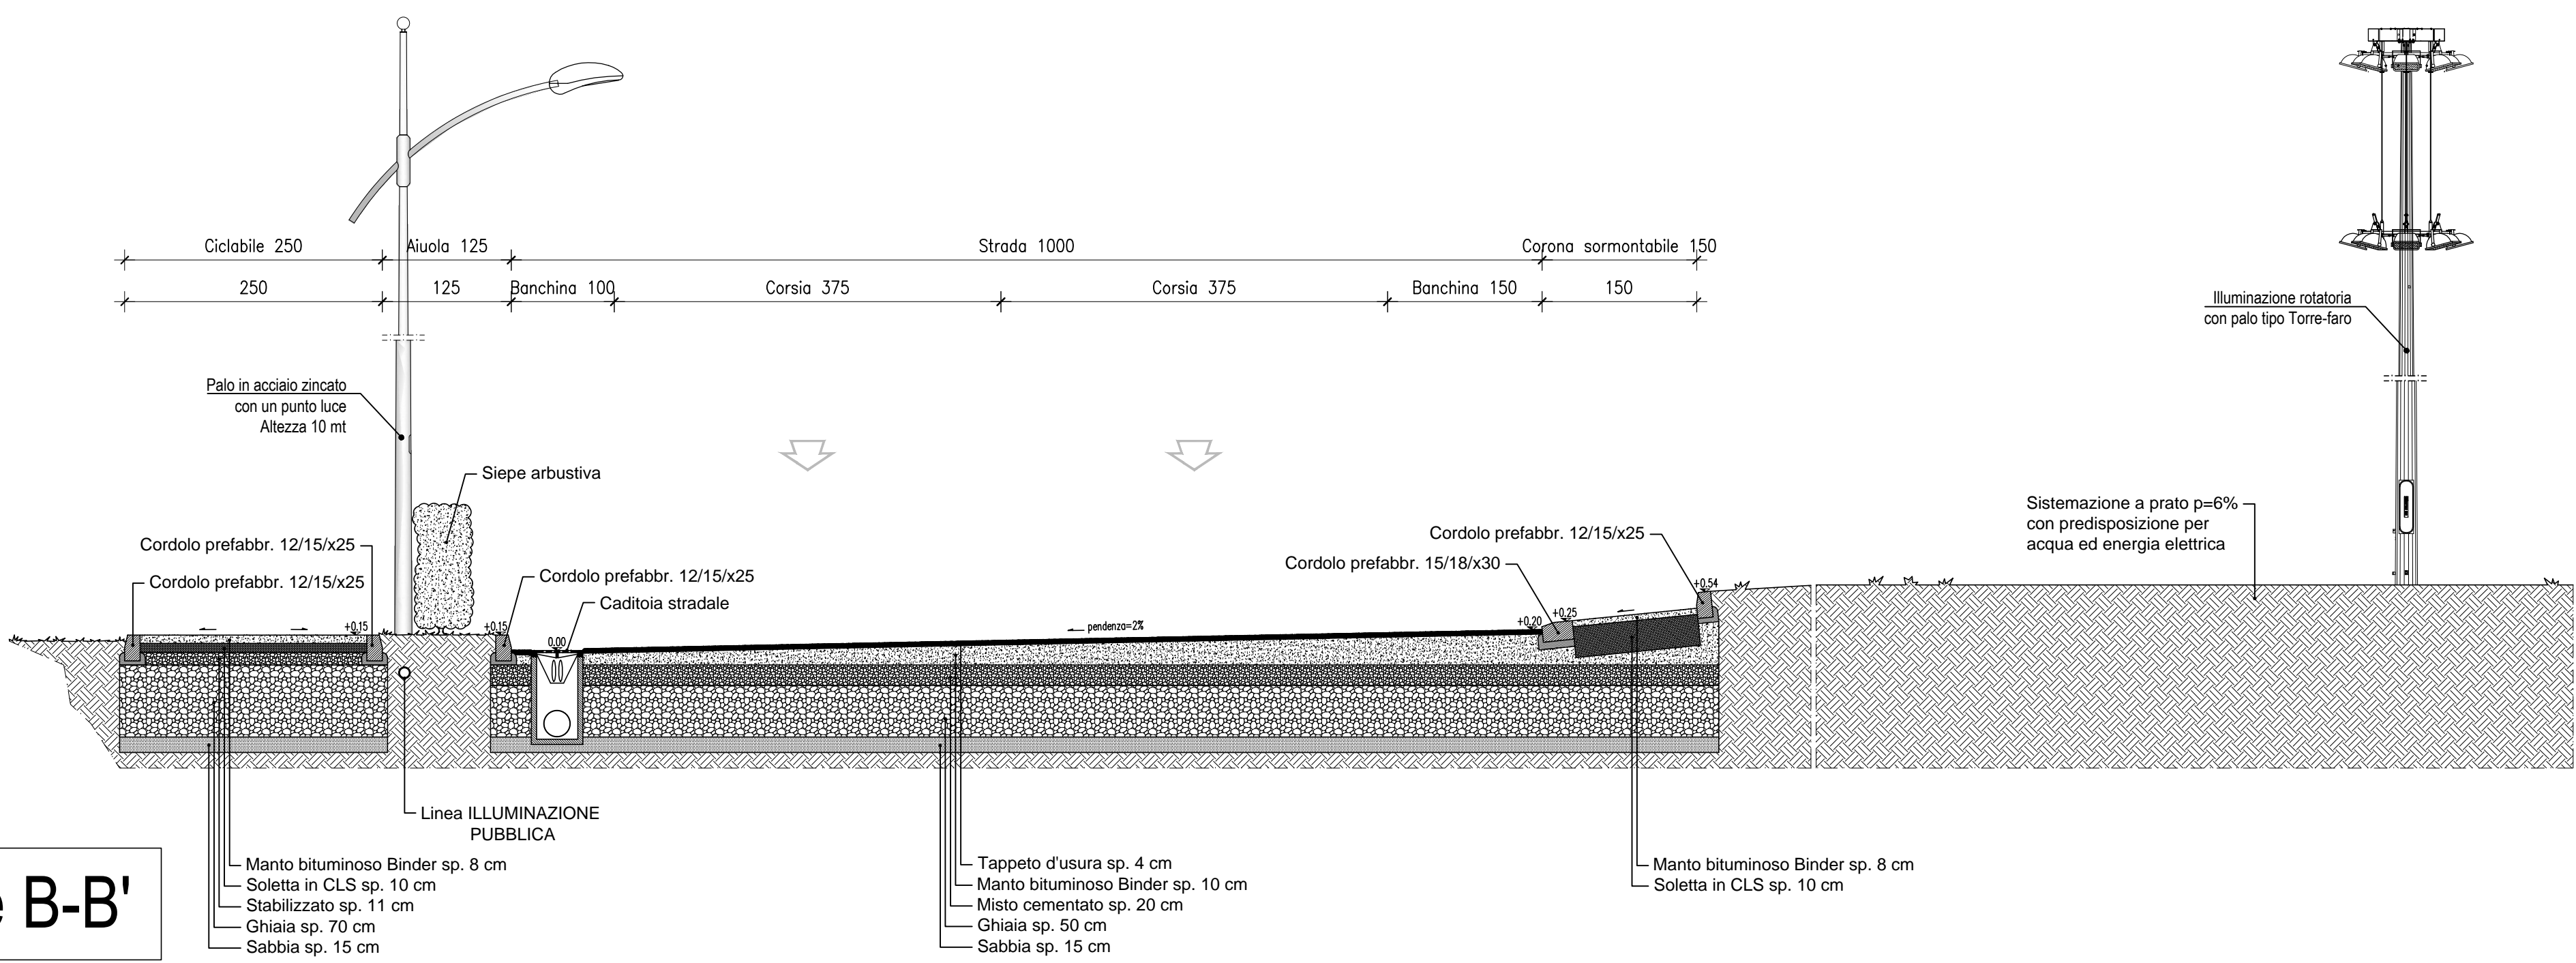 Ciclabile 250
Aiuola 125
Strada 1000
Corona sormontabile 150
250
125
Banchina 100
Corsia 375
Corsia 375
Banchina 150
150
Illuminazione rotatoria
con palo tipo Torre-faro
Palo in acciaio zincato
con un punto luce
Altezza 10 mt
Siepe arbustiva
Sistemazione a prato p=6%
con predisposizione per
acqua ed energia elettrica
Cordolo prefabbr. 12/15/x25
Cordolo prefabbr. 12/15/x25
Cordolo prefabbr. 12/15/x25
Caditoia stradale
Cordolo prefabbr. 12/15/x25
Cordolo prefabbr. 15/18/x30
+0.15
+0.15
0.00
pendenza=2%
+0.20
+0.25
+0.54
Linea ILLUMINAZIONE
PUBBLICA
Manto bituminoso Binder sp. 8 cm
Soletta in CLS sp. 10 cm
Stabilizzato sp. 11 cm
Ghiaia sp. 70 cm
Sabbia sp. 15 cm
Tappeto d'usura sp. 4 cm
Manto bituminoso Binder sp. 10 cm
Misto cementato sp. 20 cm
Ghiaia sp. 50 cm
Sabbia sp. 15 cm
Manto bituminoso Binder sp. 8 cm
Soletta in CLS sp. 10 cm
e B-B'